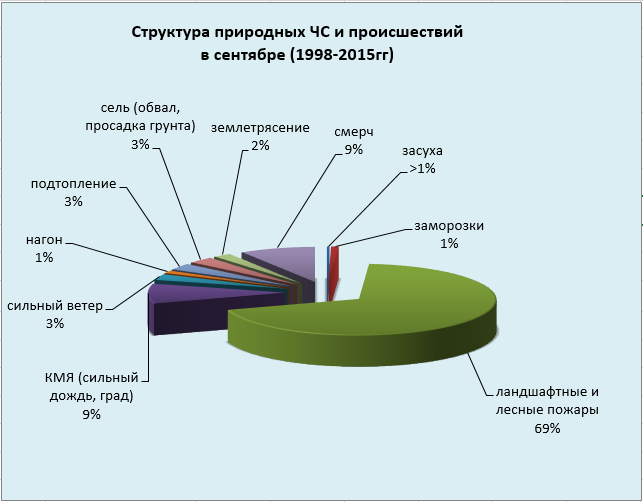 Структура природных ЧС и происшествий
в сентябре (1998-2015гг)
сель (обвал,
просадка грунта)
3%
землетрясение
2%
смерч
9%
засуха
>1%
подтопление
3%
заморозки
1%
нагон
1%
сильный ветер
3%
КМЯ (сильный
дождь, град)
9%
ландшафтные и
лесные пожары
69%